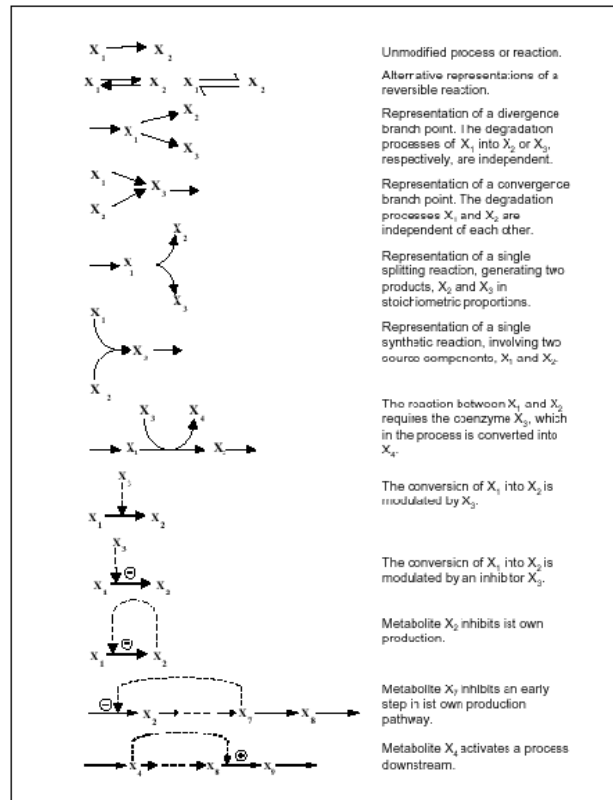 X1 X2
Unmodified process or reaction.
X1 X2 X1 X2
Alternative representations of a
reversible reaction.
X1 X2 X3
Representation of a divergence
branch point. The degradation
processes of X1 into X2 or X3,
respectively, are independent.
X1 X2 X3
Representation of a convergence
branch point. The degradation
processes X1 and X2 are
independent of each other.
X1 X2 X3
Representation of a single
splitting reaction, generating two
products, X2 and X3 in
stoichiometric proportions.
X1 X2 X3
Representation of a single
synthetic reaction, involving two
source components, X1 and X2.
X3 X4
X1 X2
The reaction between X1 and X2
requires the coenzyme X3, which
in the process is converted into
X4.
X3
X1 X2
The conversion of X1 into X2 is
modulated by X3.
X3
X1 X2
The conversion of X1 into X2 is
modulated by an inhibtor X3.
X1 X2
Metabolite X2 inhibits ist own
production.
X2 X7 X8
Metabolite X7 inhibits an early
step in ist own production
pathway.
X4 X8 X9
Metabolite X4 activates a process
downstream.